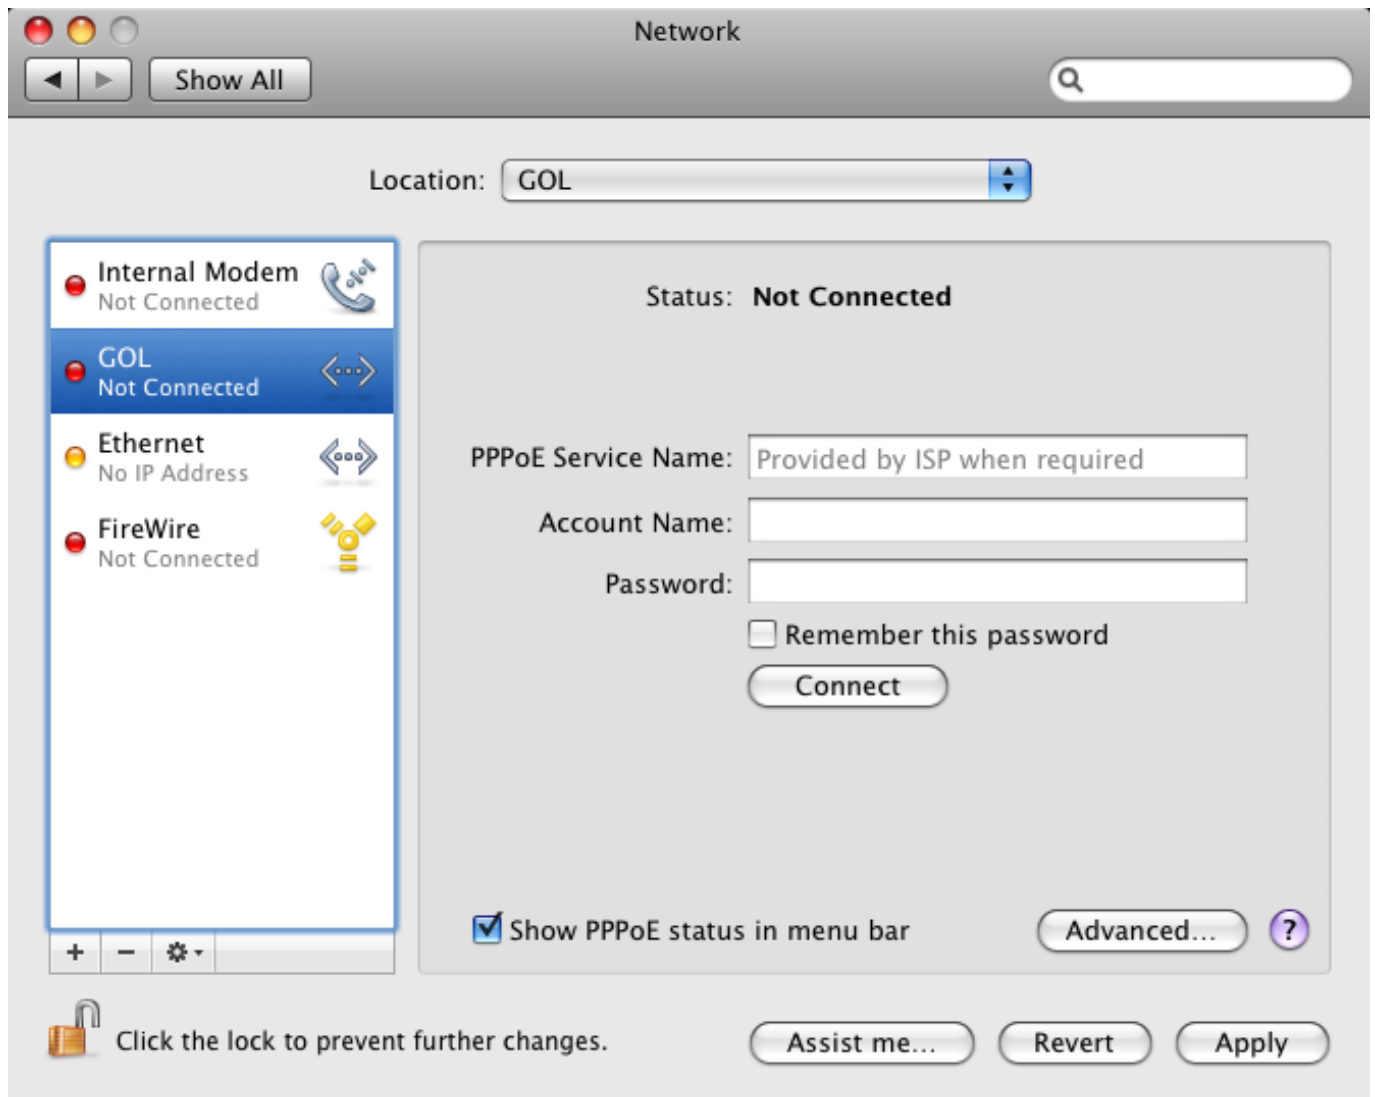 Network
Show All
Location: GOL
Internal Modem
Not Connected
GOL
Not Connected
Ethernet
No IP Address
FireWire
Not Connected
Status: Not Connected
PPPoE Service Name: Provided by ISP when required
Account Name:
Password:
Remember this password
Connect
Show PPPoE status in menu bar
Advanced...
?
Click the lock to prevent further changes.
Assist me...
Revert
Apply